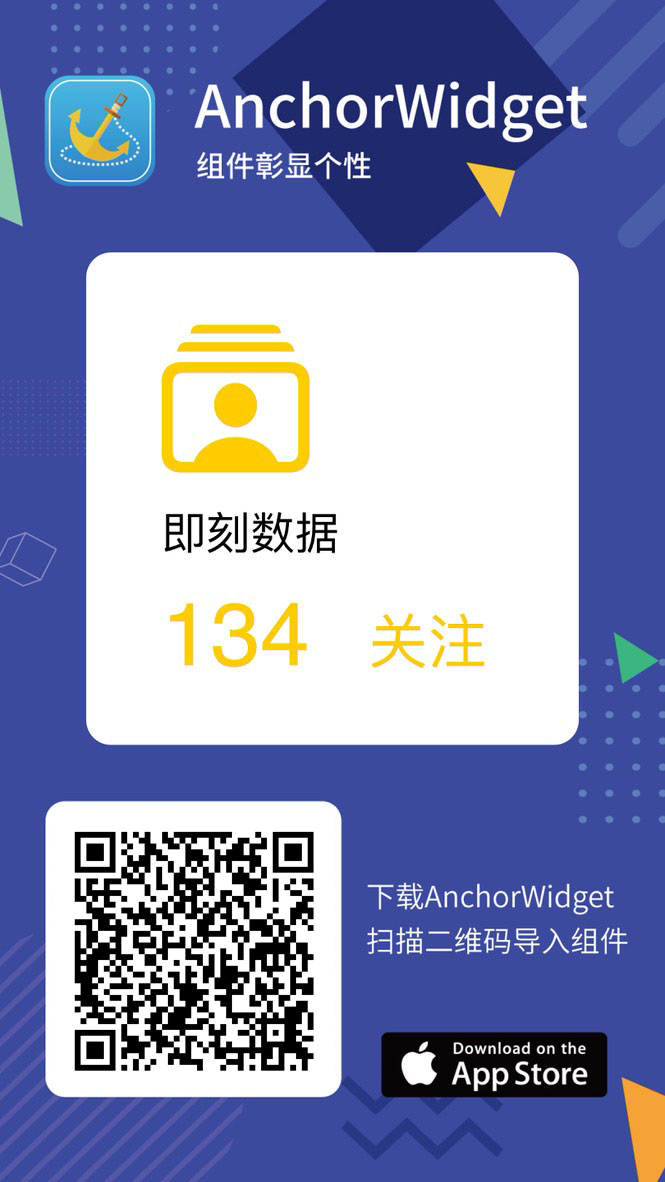 AnchorWidget
组件彰显个性
即刻数据
134 关注
下载AnchorWidget
扫描二维码导入组件
Download on the
App Store